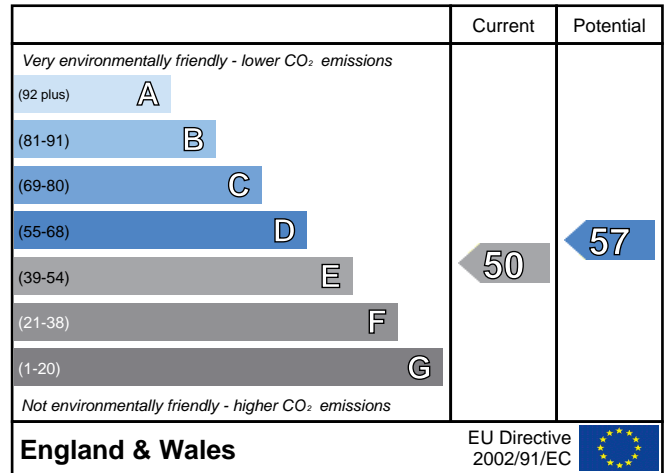 Current Potential
Very environmentally friendly - lower CO₂ emissions
(92 plus) A
(81-91) B
(69-80) C
(55-68) D
(39-54) E
(21-38) F
(1-20) G
50
57
Not environmentally friendly - higher CO₂ emissions
England & Wales
EU Directive
2002/91/EC